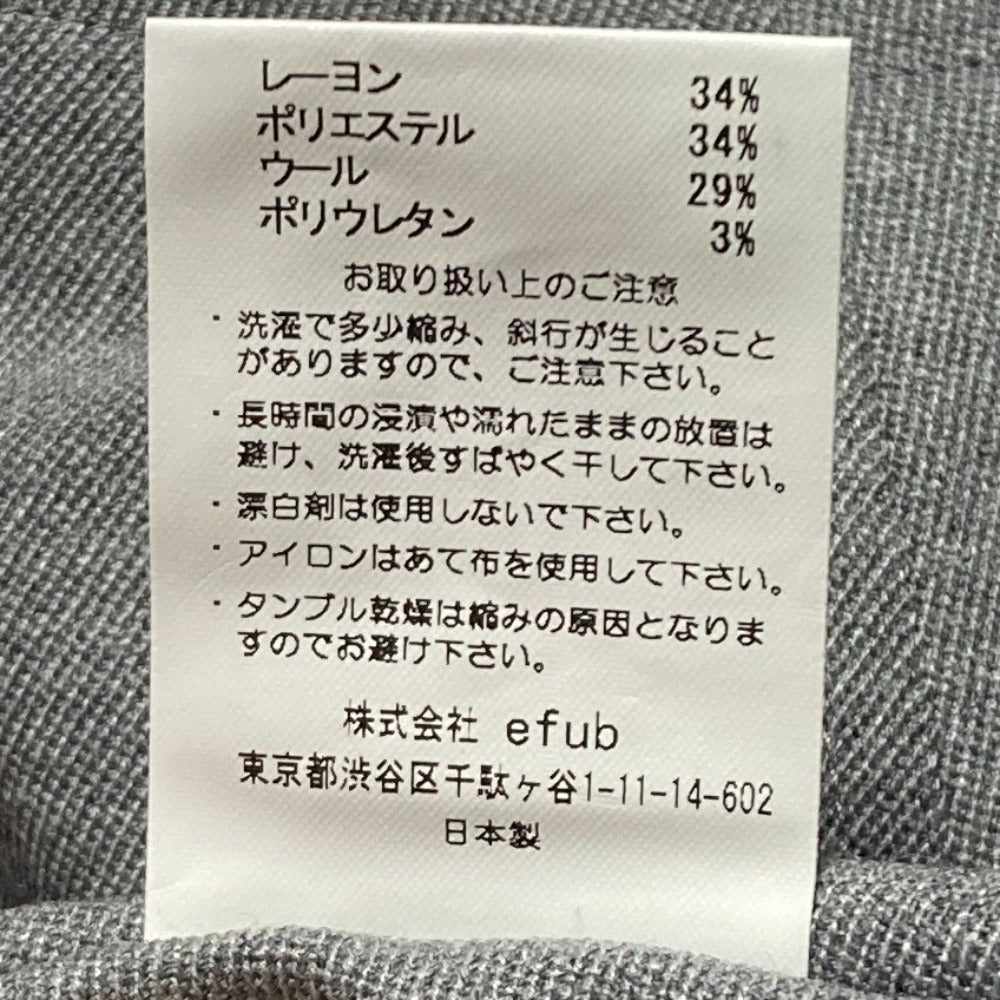 レーヨン 34%
ポリエステル 34%
ウール 29%
ポリウレタン 3%
お取り扱い上のご注意
・洗濯で多少縮み、斜行が生じること
がありますので、ご注意下さい。
・長時間の浸漬や濡れたままの放置は
避け、洗濯後すばやく干して下さい。
・漂白剤は使用しないで下さい。
・アイロンはあて布を使用して下さい。
・タンブル乾燥は縮みの原因となりま
すのでお避け下さい。
株式会社 efub
東京都渋谷区千駄ヶ谷1-11-14-602
日本製